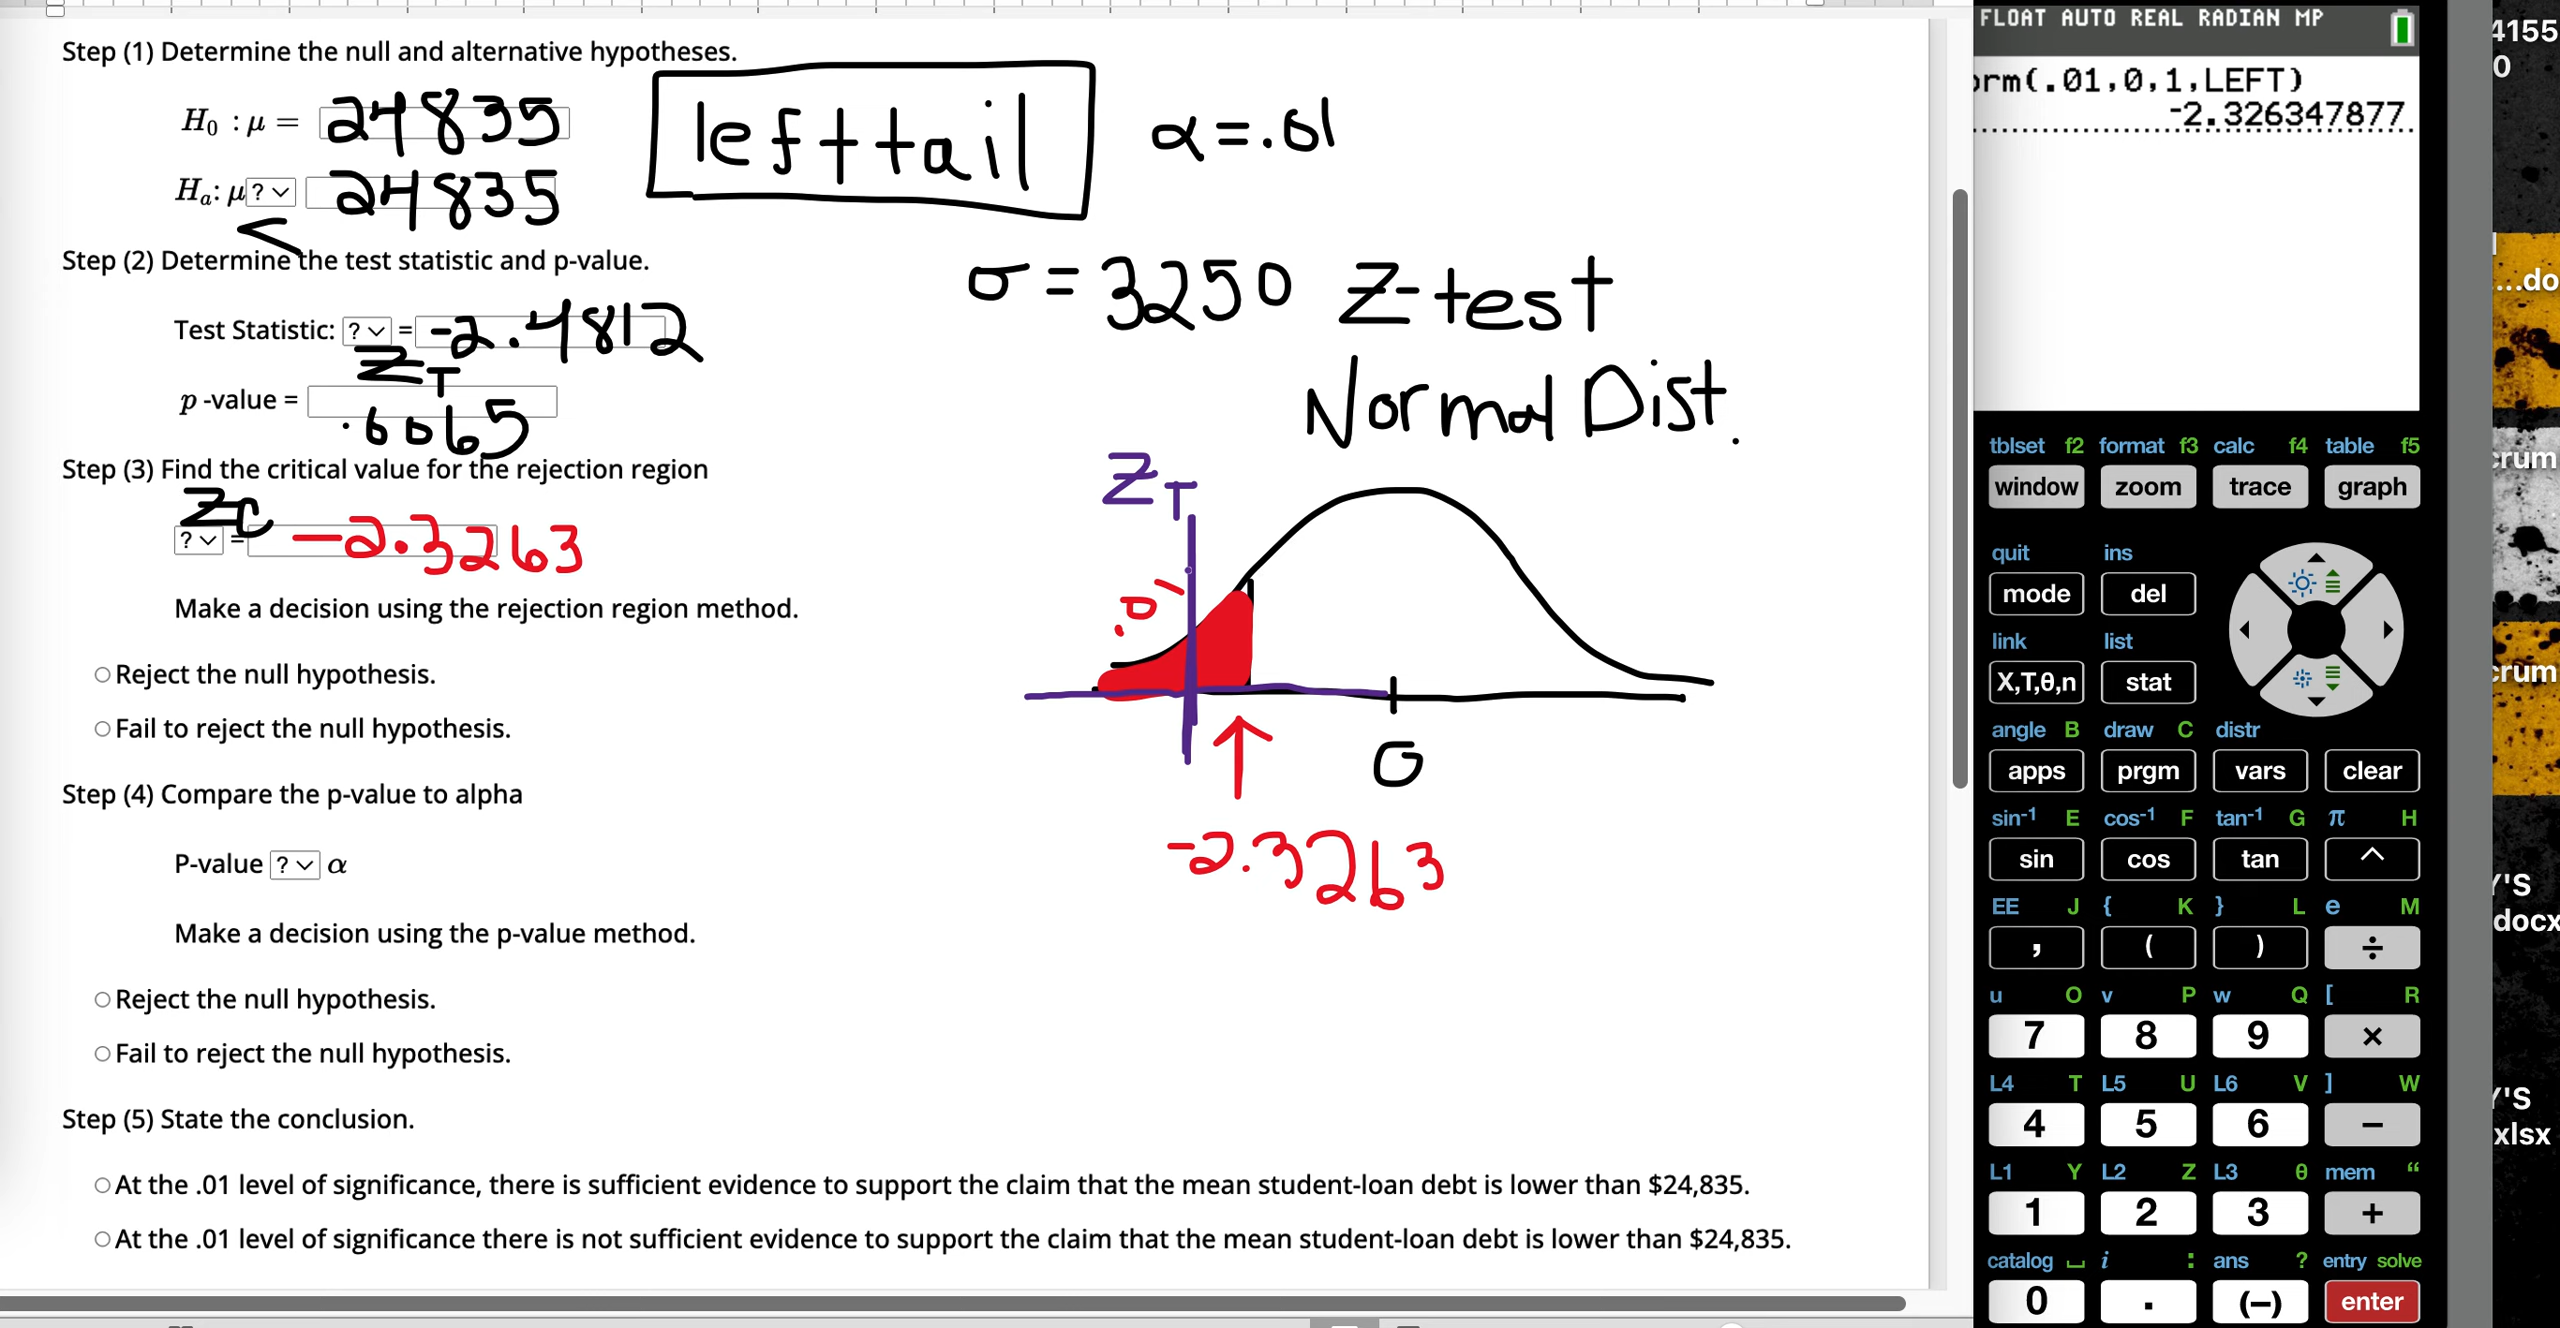 Step (1) Determine the null and alternative hypotheses.
H₀ : μ = 24835
Hₐ: μ ? 24835
<
left tail
α = .01
Step (2) Determine the test statistic and p-value.
σ = 3250 Z-test
Normal Dist.
Test Statistic: ? = -2.4812
Z T
p -value =
.0065
Step (3) Find the critical value for the rejection region
Zc
? = -2.3263
Make a decision using the rejection region method.
Reject the null hypothesis.
Fail to reject the null hypothesis.
Z T
.01
0
-2.3263
Step (4) Compare the p-value to alpha
P-value ? α
Make a decision using the p-value method.
Reject the null hypothesis.
Fail to reject the null hypothesis.
Step (5) State the conclusion.
At the .01 level of significance, there is sufficient evidence to support the claim that the mean student-loan debt is lower than $24,835.
At the .01 level of significance there is not sufficient evidence to support the claim that the mean student-loan debt is lower than $24,835.
FLOAT AUTO REAL RADIAN MP
orm(.01,0,1,LEFT)
-2.326347877
tblset f2 format f3 calc f4 table f5
window zoom trace graph
quit ins
mode del
link list
X,T,θ,n stat
angle B draw C distr
apps prgm vars clear
sin⁻¹ E cos⁻¹ F tan⁻¹ G π H
sin cos tan ^
EE J { K } L e M
, ( ) ÷
u O v P w Q [ R
7 8 9 ×
L4 T L5 U L6 V ] W
4 5 6 −
L1 Y L2 Z L3 θ mem “
1 2 3 +
catalog ⎵ i : ans ? entry solve
0 . (−) enter
4155
0
...do
crum
crum
Y'S
docx
Y'S
xlsx